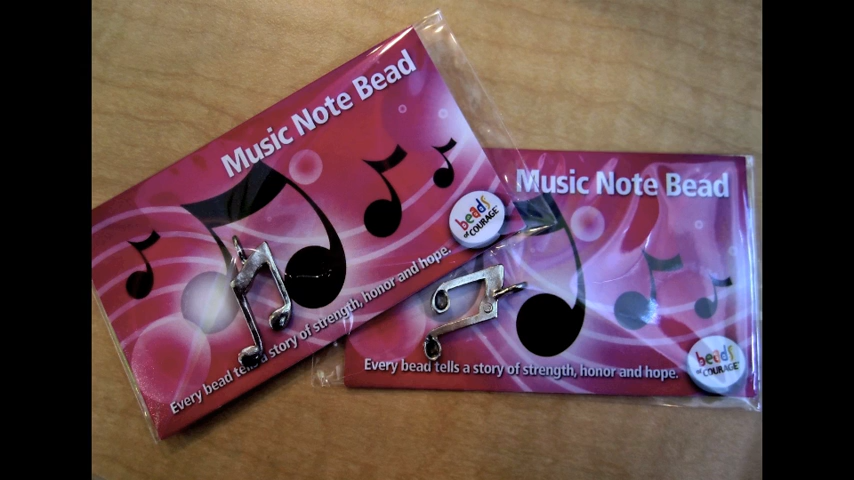 Music Note Bead
beads
of COURAGE
Every bead tells a story of strength, honor and hope.
Music Note Bead
Every bead tells a story of strength, honor and hope.
beads
of COURAGE